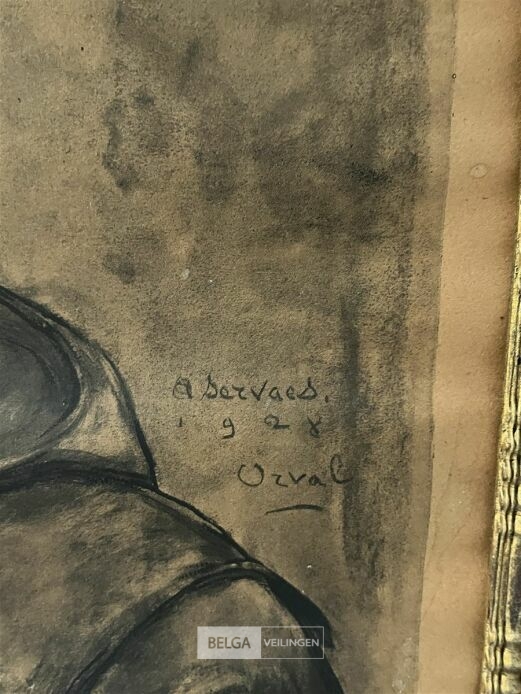 A Servaes.
1928
Orval
BELGA VEILINGEN